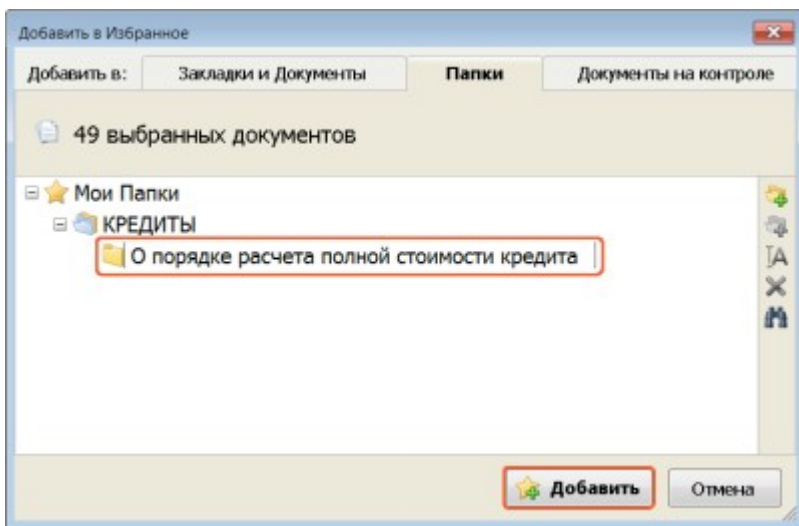 Добавить в Избранное
Добавить в: Закладки и Документы Папки Документы на контроле
49 выбранных документов
Мои Папки
КРЕДИТЫ
О порядке расчета полной стоимости кредита
Добавить Отмена